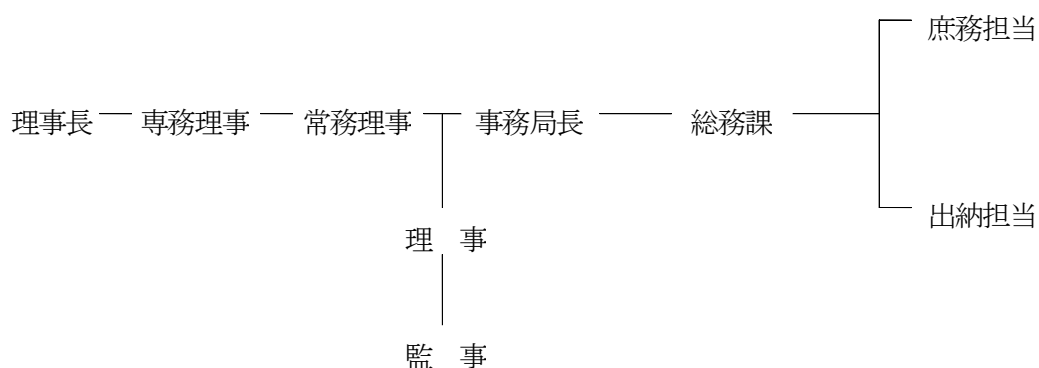 庶務担当
理事長 専務理事 常務理事 事務局長 総務課
出納担当
理　事
監　事